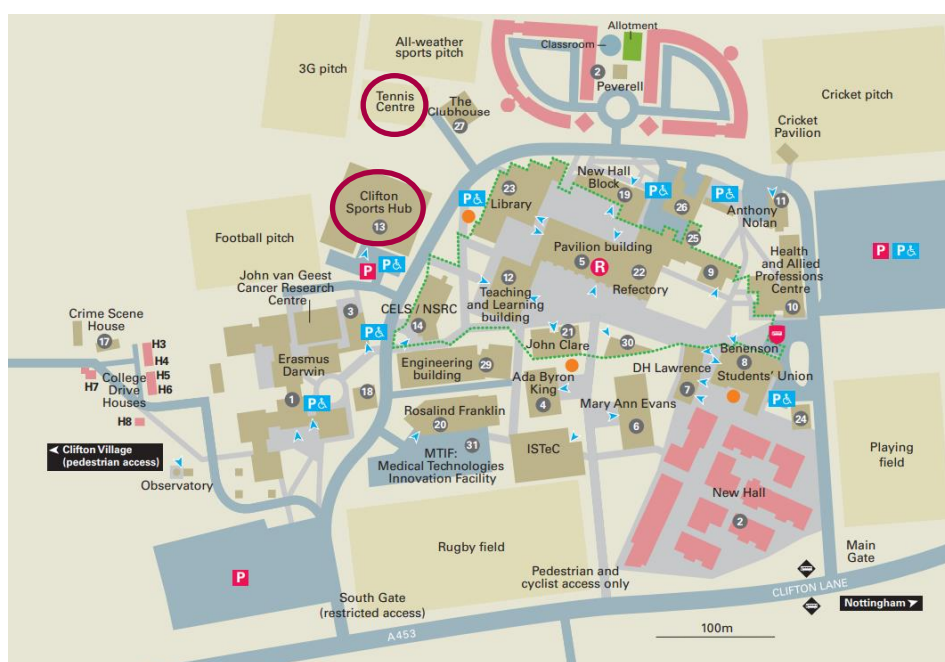 All-weather
sports pitch
3G pitch
Tennis
Centre
The
Clubhouse
27
Classroom
Allotment
2
Peverell
Cricket pitch
Cricket
Pavilion
Clifton
Sports Hub
13
Football pitch
P
P
23
Library
New Hall
Block
19
P
26
P
Anthony
Nolan
11
25
Pavilion building
5
R
22
Refectory
9
Health
and Allied
Professions
Centre
10
P
P
John van Geest
Cancer Research
Centre
3
12
Teaching
and Learning
building
CELS / NSRC
14
P
Crime Scene
House
17
H3
H4
H5
H6
H7
H8
College
Drive
Houses
Erasmus
Darwin
1
P
18
Engineering
building
29
21
John Clare
30
Benenson
8
Students' Union
DH Lawrence
7
P
24
Ada Byron
King
4
Mary Ann Evans
6
Rosalind Franklin
20
31
MTIF:
Medical Technologies
Innovation Facility
ISTeC
Clifton Village
(pedestrian access)
Observatory
Playing
field
New Hall
2
Rugby field
P
South Gate
(restricted access)
Pedestrian and
cyclist access only
Main
Gate
CLIFTON LANE
Nottingham
A453
100m